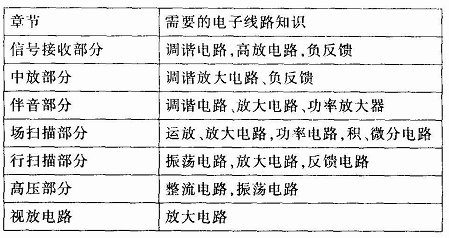 章节 需要的电子线路知识
信号接收部分 调谐电路,高放电路,负反馈
中放部分 调谐放大电路、负反馈
伴音部分 调谐电路、放大电路、功率放大器
场扫描部分 运放、放大电路,功率电路,积、微分电路
行扫描部分 振荡电路,放大电路,反馈电路
高压部分 整流电路,振荡电路
视放电路 放大电路